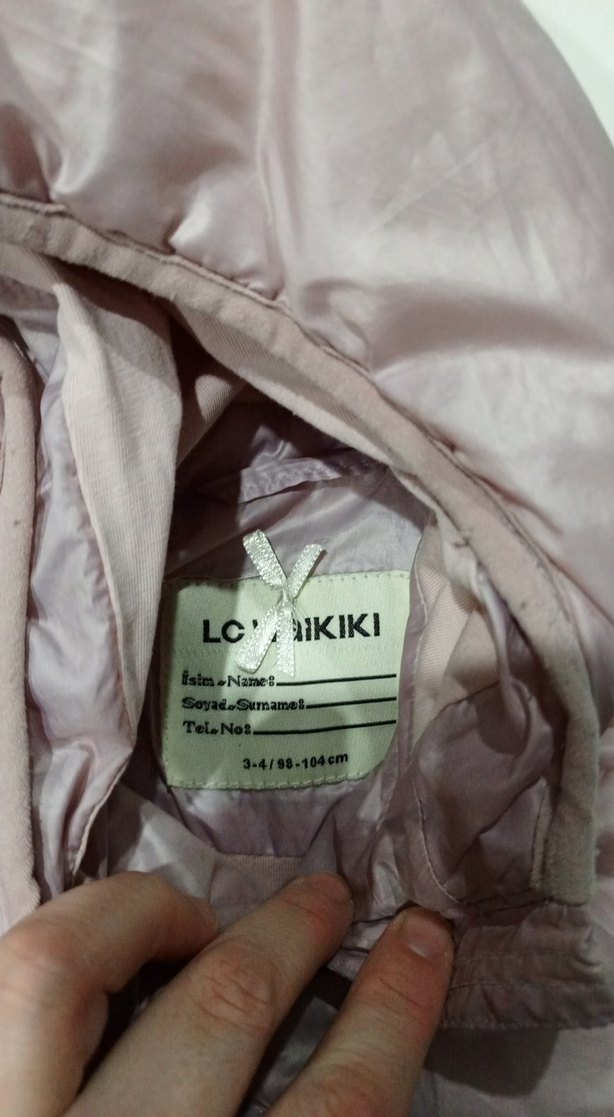 LC WaiKIKI
İsim - Name:
Soyad - Surname:
Tel. No:
3-4 / 98-104 cm